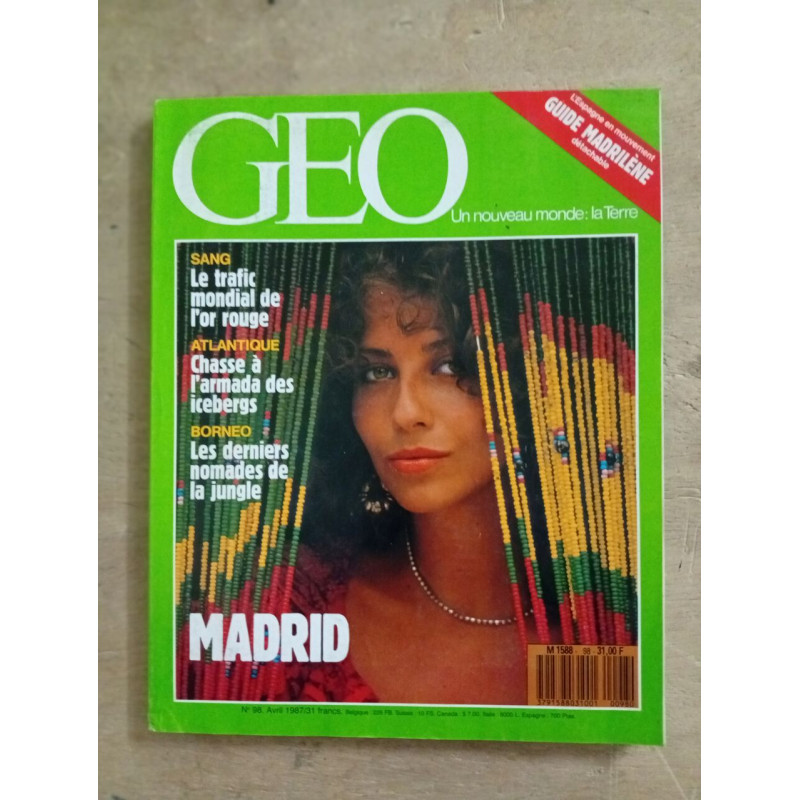 L'Espagne en mouvement
GUIDE MADRILÈNE
détachable
GEO
Un nouveau monde: la Terre
SANG
Le trafic
mondial de
l'or rouge
ATLANTIQUE
Chasse à
l'armada des
icebergs
BORNEO
Les derniers
nomades de
la jungle
MADRID
M 1588 - 98 - 31,00 F
N° 98. Avril 1987/31 francs.